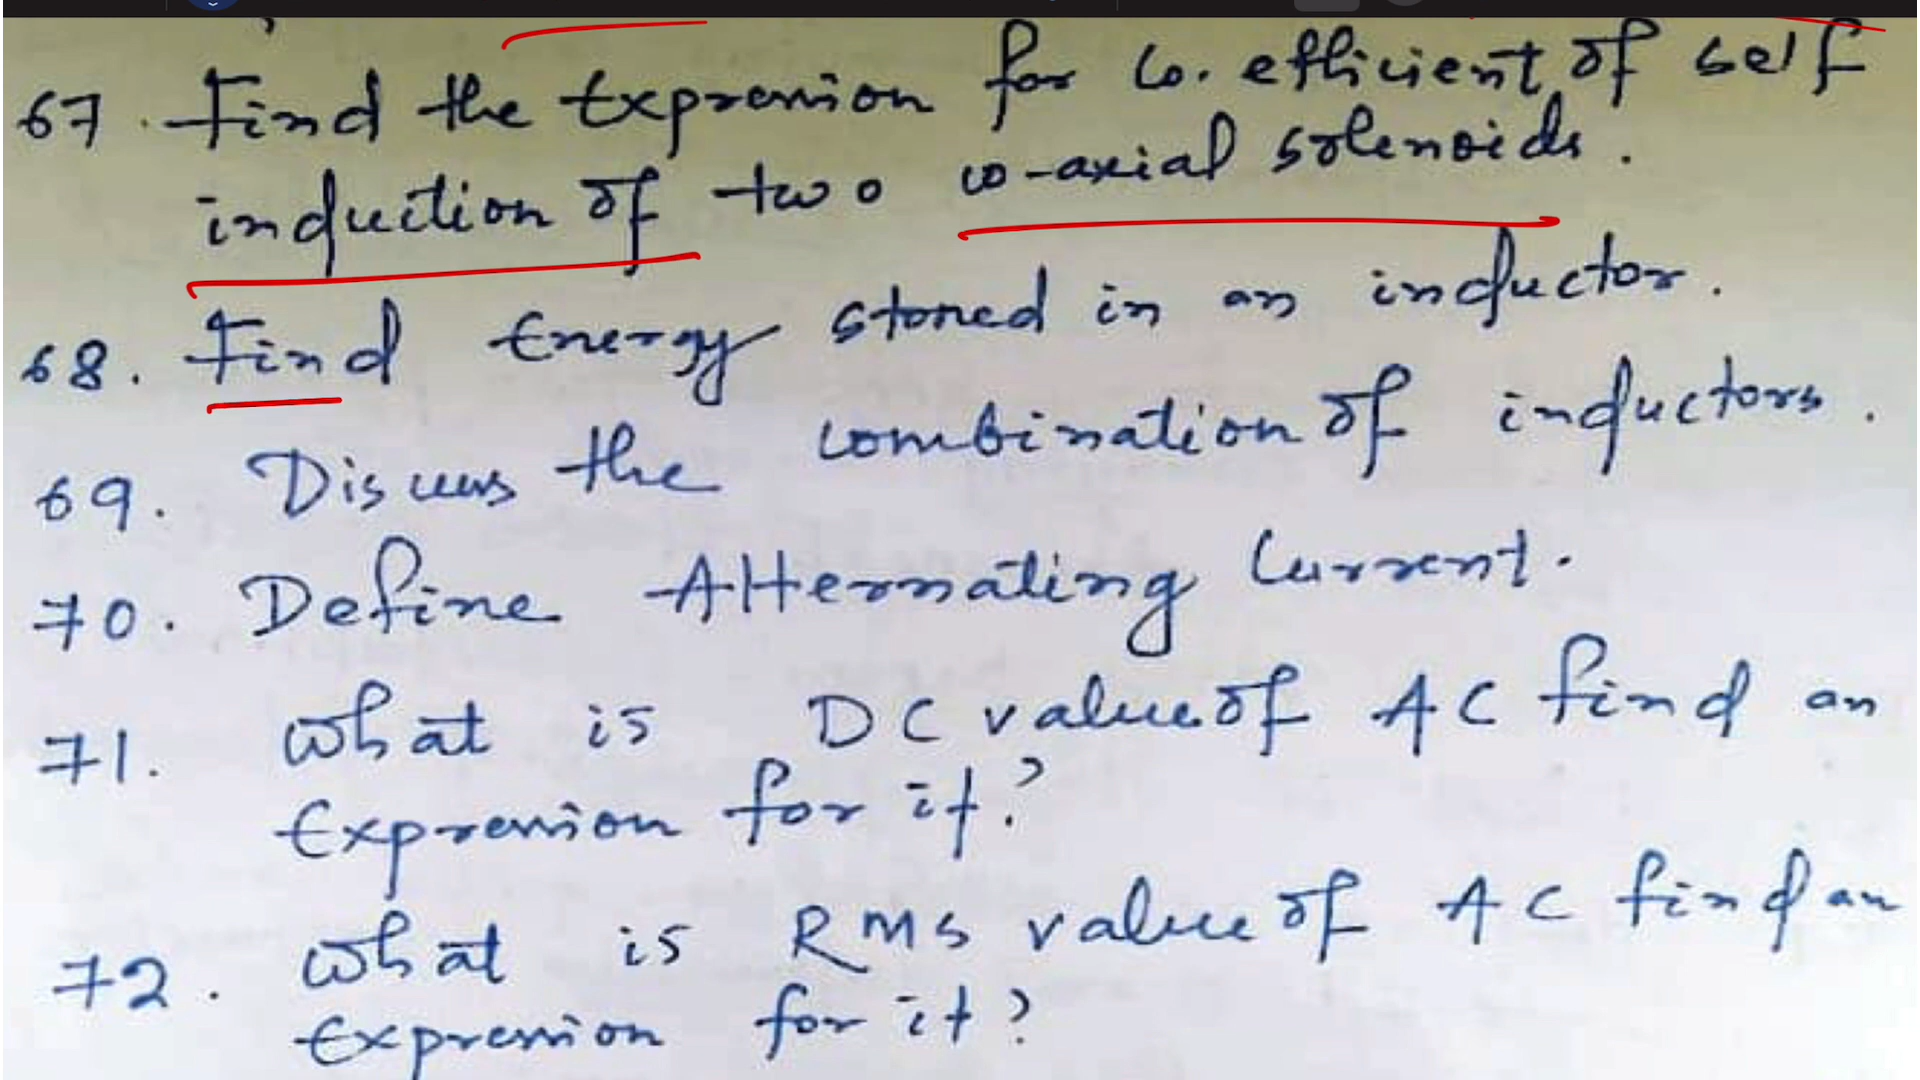 67. Find the Expression for Co. efficient of self
induction of two co-axial solenoids.
68. Find Energy stored in an inductor.
69. Discuss the combination of inductors.
70. Define Alternating Current.
71. What is DC value of AC find an
Expression for it?
72. What is RMS value of AC find an
Expression for it?